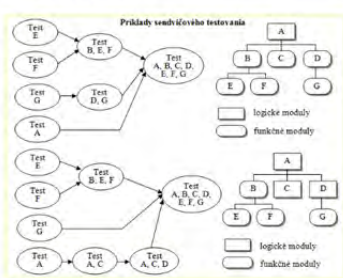 Príklady sendvičového testovania
Test
E
Test
F
Test
B, E, F
Test
G
Test
D, G
Test
A
Test
A, B, C, D,
E, F, G
A
B
C
D
E
F
G
logické moduly
funkčné moduly
Test
E
Test
F
Test
B, E, F
Test
G
Test
A
Test
A, C
Test
A, C, D
Test
A, B, C, D,
E, F, G
A
B
C
D
E
F
G
logické moduly
funkčné moduly